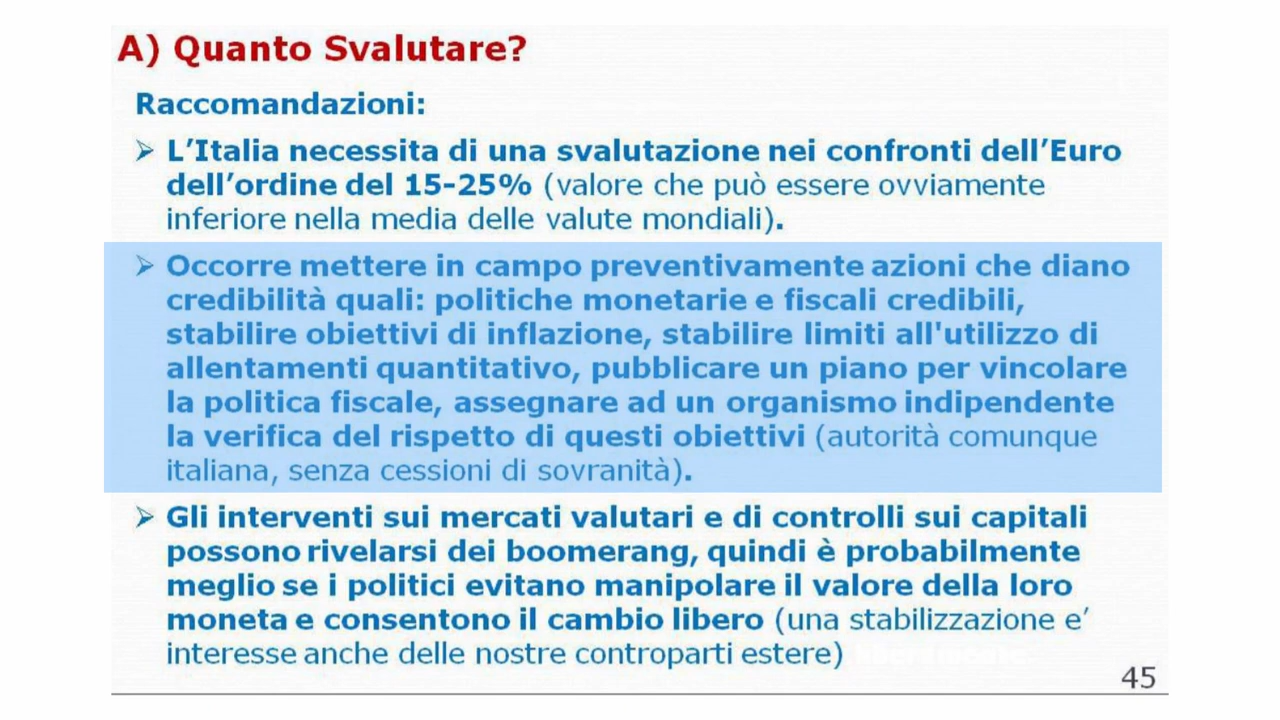 A) Quanto Svalutare?
Raccomandazioni:
➢ L’Italia necessita di una svalutazione nei confronti dell’Euro
dell’ordine del 15-25% (valore che può essere ovviamente
inferiore nella media delle valute mondiali).
➢ Occorre mettere in campo preventivamente azioni che diano
credibilità quali: politiche monetarie e fiscali credibili,
stabilire obiettivi di inflazione, stabilire limiti all'utilizzo di
allentamenti quantitativo, pubblicare un piano per vincolare
la politica fiscale, assegnare ad un organismo indipendente
la verifica del rispetto di questi obiettivi (autorità comunque
italiana, senza cessioni di sovranità).
➢ Gli interventi sui mercati valutari e di controlli sui capitali
possono rivelarsi dei boomerang, quindi è probabilmente
meglio se i politici evitano manipolare il valore della loro
moneta e consentono il cambio libero (una stabilizzazione e’
interesse anche delle nostre controparti estere)
45